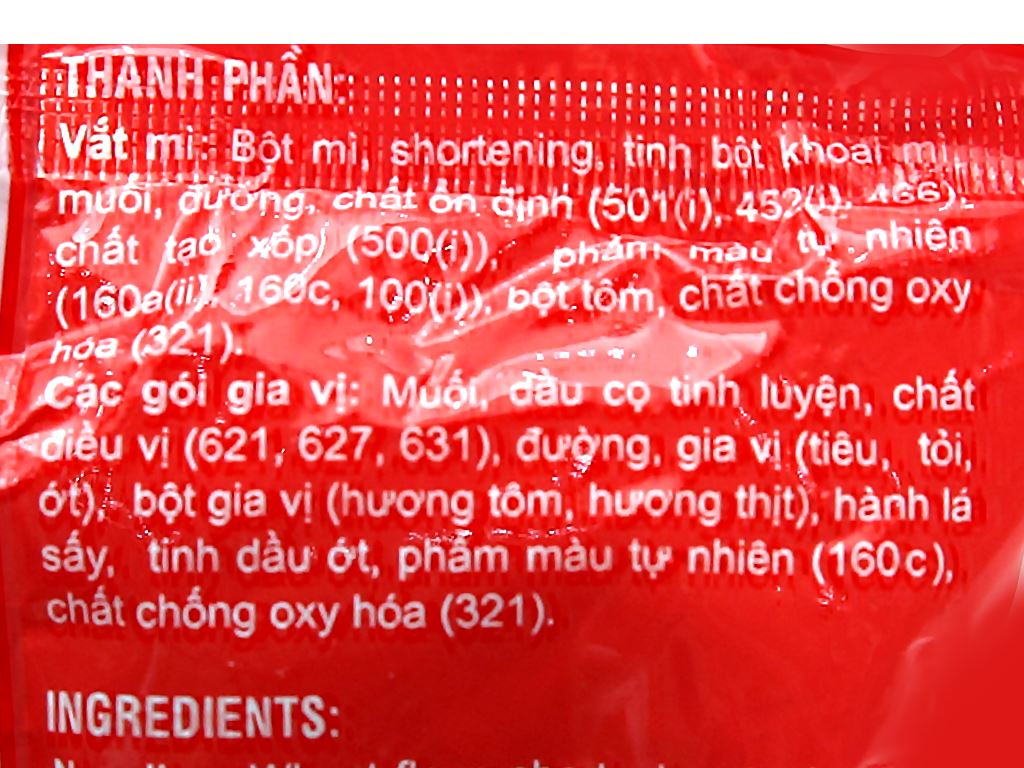 THÀNH PHẦN:
Vắt mì: Bột mì, shortening, tinh bột khoai mì,
muối, đường, chất ổn định (501(i), 452(i), 466),
chất tạo xốp (500(i)), phẩm màu tự nhiên
(160a(ii), 160c, 100(i)), bột tôm, chất chống oxy
hóa (321).
Các gói gia vị: Muối, dầu cọ tinh luyện, chất
điều vị (621, 627, 631), đường, gia vị (tiêu, tỏi,
ớt), bột gia vị (hương tôm, hương thịt), hành lá
sấy, tinh dầu ớt, phẩm màu tự nhiên (160c),
chất chống oxy hóa (321).
INGREDIENTS: